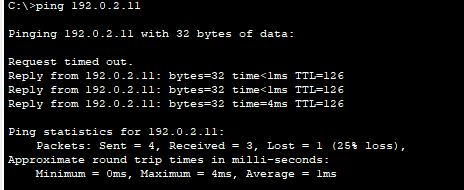 C:\>ping 192.0.2.11
Pinging 192.0.2.11 with 32 bytes of data:
Request timed out.
Reply from 192.0.2.11: bytes=32 time<1ms TTL=126
Reply from 192.0.2.11: bytes=32 time<1ms TTL=126
Reply from 192.0.2.11: bytes=32 time=4ms TTL=126
Ping statistics for 192.0.2.11:
Packets: Sent = 4, Received = 3, Lost = 1 (25% loss),
Approximate round trip times in milli-seconds:
Minimum = 0ms, Maximum = 4ms, Average = 1ms